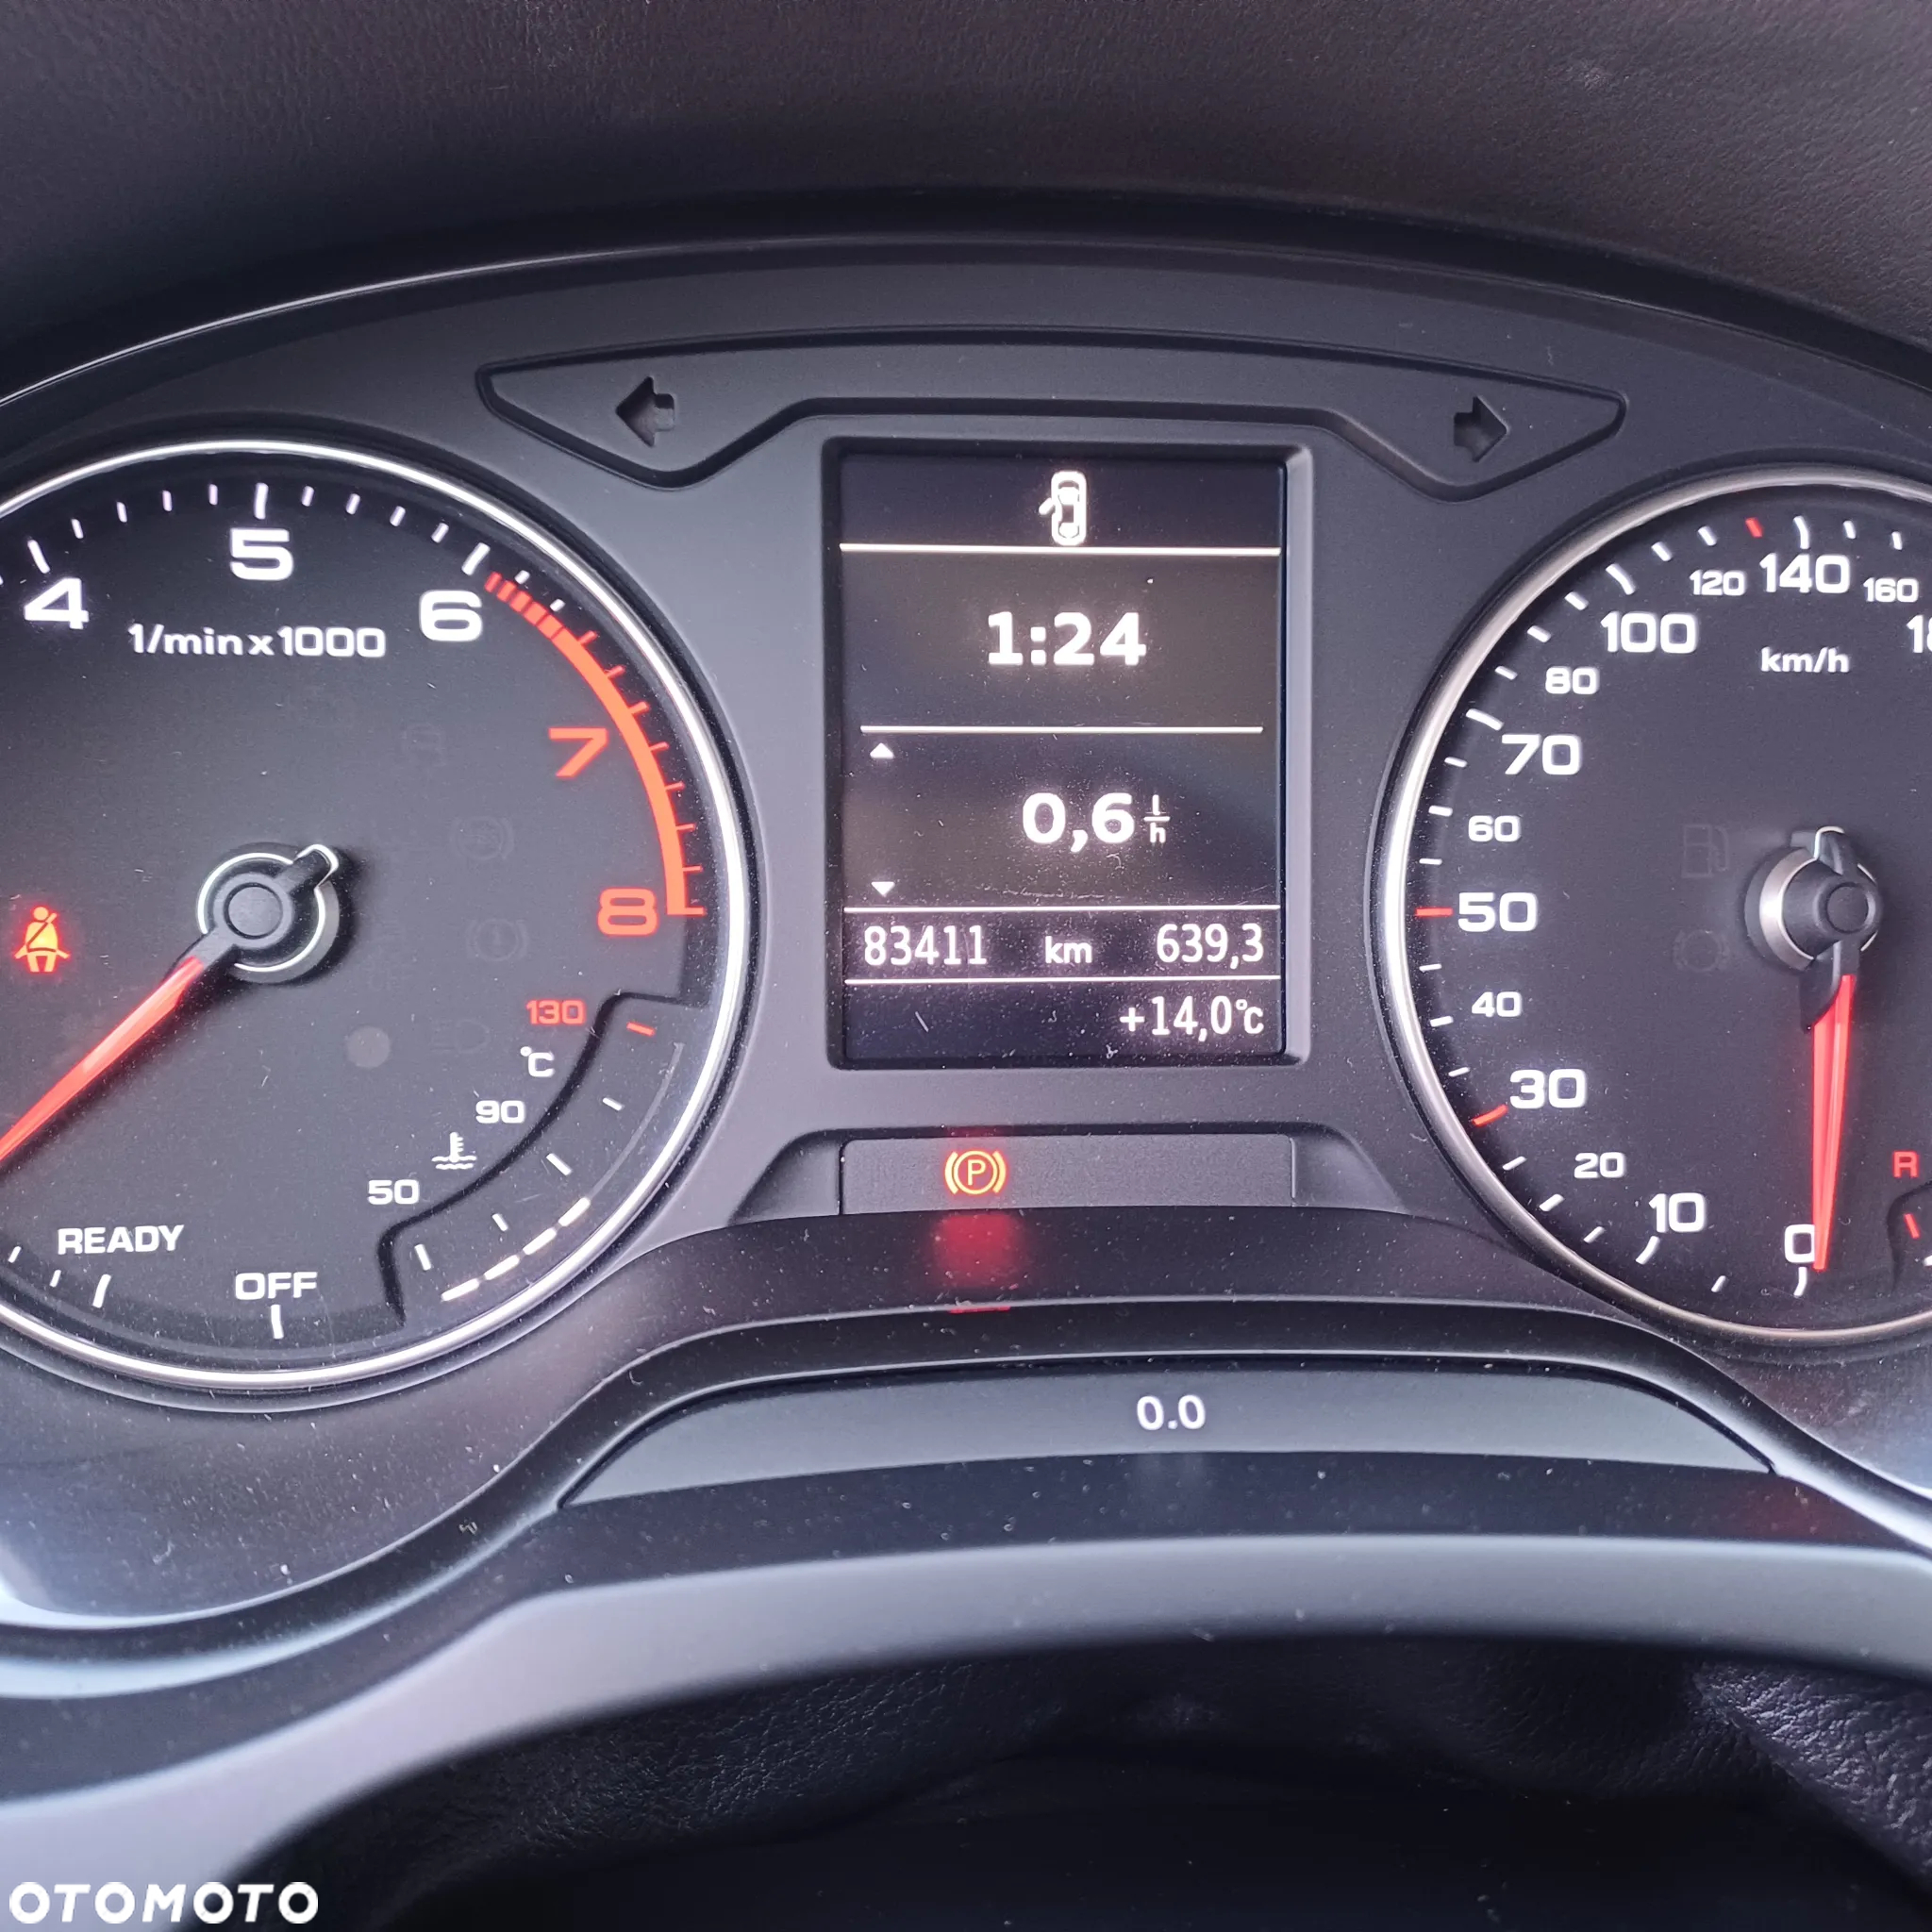 4 5 6 7 8
1/min x 1000
130
°C
90
50
READY
OFF
1:24
0,6 l/h
83411 km 639,3
+14,0°C
P
0.0
0 10 20 30 40 50 60 70 80 100 120 140 160
km/h
R
OTOMOTO